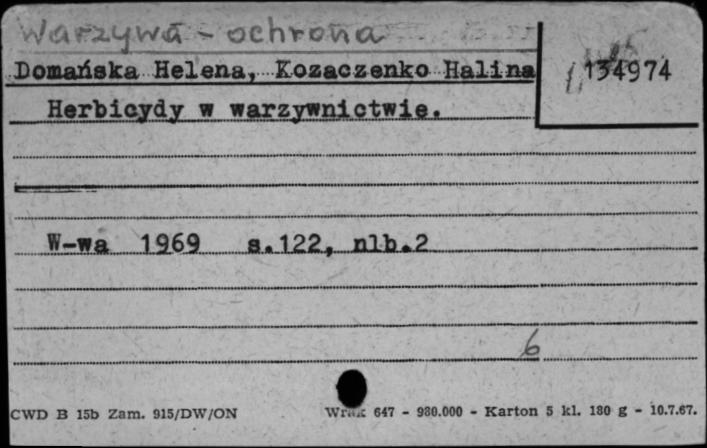 Warzywa - ochrona
Domańska Helena, Kozaczenko Halina
134974
Herbicydy w warzywnictwie.
W-wa 1969 s.122, nlb.2
6
CWD B 15b Zam. 915/DW/ON
647 - 980.000 - Karton 5 kl. 180 g - 10.7.67.